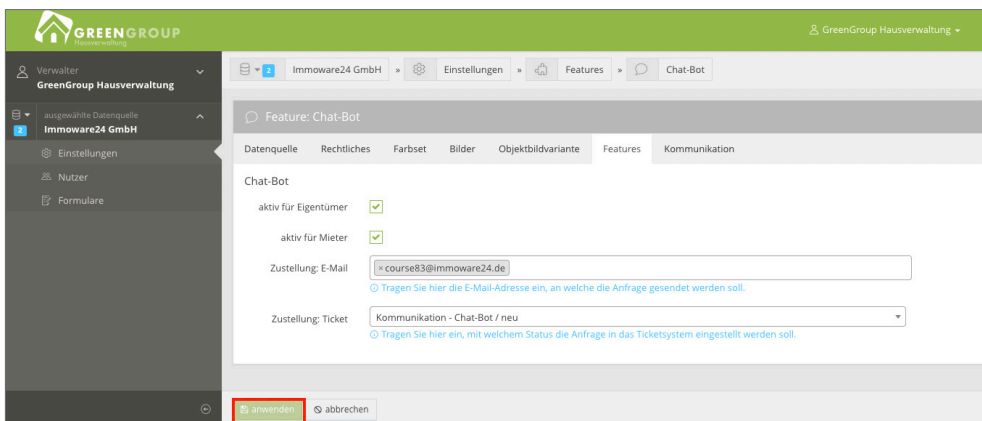 GREENGROUP
Hausverwaltung
GreenGroup Hausverwaltung
Verwalter
GreenGroup Hausverwaltung
2 Immoware24 GmbH » Einstellungen » Features » Chat-Bot
ausgewählte Datenquelle
2 Immoware24 GmbH
Einstellungen
Nutzer
Formulare
Feature: Chat-Bot
Datenquelle Rechtliches Farbset Bilder Objektbildvariante Features Kommunikation
Chat-Bot
aktiv für Eigentümer
aktiv für Mieter
Zustellung: E-Mail × course83@immoware24.de
Tragen Sie hier die E-Mail-Adresse ein, an welche die Anfrage gesendet werden soll.
Zustellung: Ticket Kommunikation - Chat-Bot / neu
Tragen Sie hier ein, mit welchem Status die Anfrage in das Ticketsystem eingestellt werden soll.
anwenden abbrechen